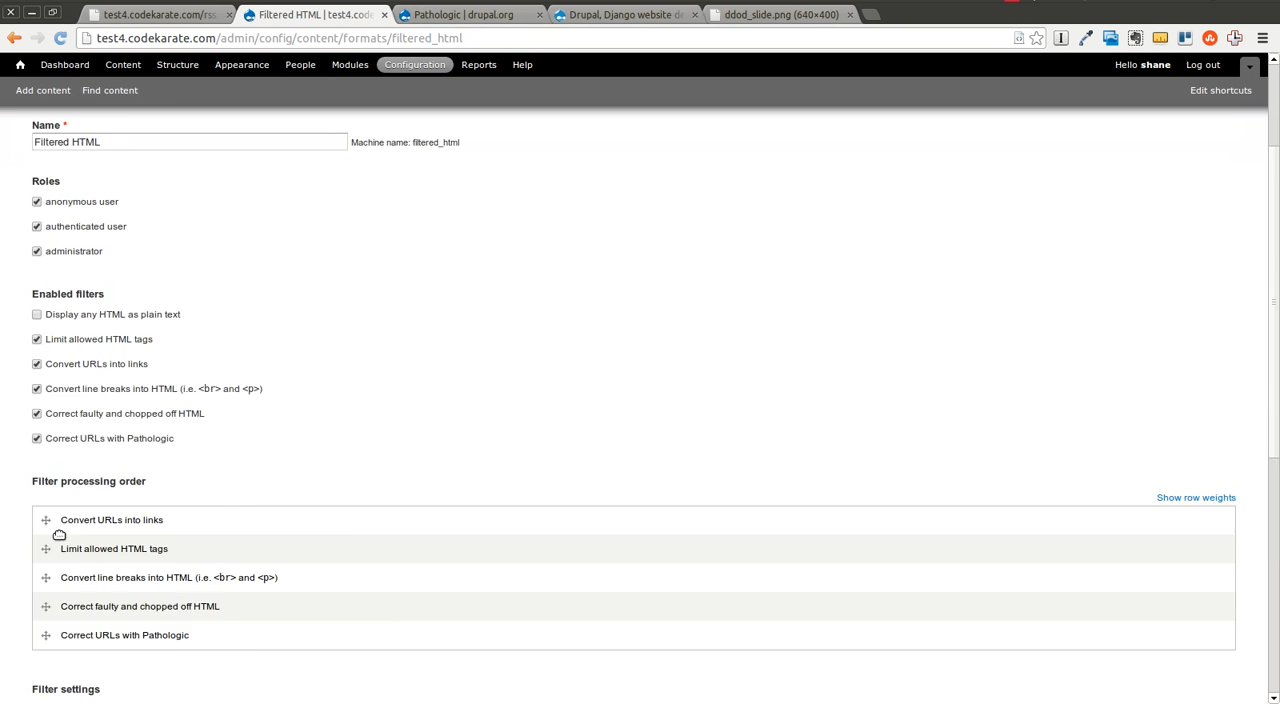 test4.codekarate.com/rss. ×
Filtered HTML | test4.code ×
Pathologic | drupal.org ×
Drupal, Django website de ×
ddod_slide.png (640×400) ×
test4.codekarate.com/admin/config/content/formats/filtered_html
Dashboard Content Structure Appearance People Modules Configuration Reports Help Hello shane Log out
Add content Find content Edit shortcuts
Name *
Filtered HTML Machine name: filtered_html
Roles
anonymous user
authenticated user
administrator
Enabled filters
Display any HTML as plain text
Limit allowed HTML tags
Convert URLs into links
Convert line breaks into HTML (i.e. <br> and <p>)
Correct faulty and chopped off HTML
Correct URLs with Pathologic
Filter processing order
Show row weights
Convert URLs into links
Limit allowed HTML tags
Convert line breaks into HTML (i.e. <br> and <p>)
Correct faulty and chopped off HTML
Correct URLs with Pathologic
Filter settings